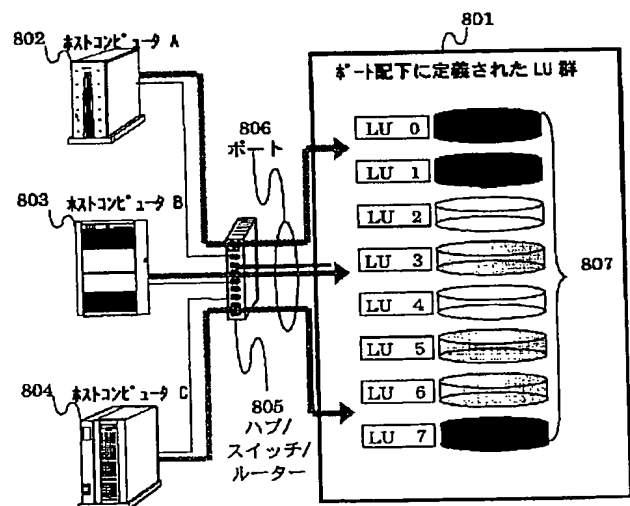 801
802 ホストコンピュータ A
ポート配下に定義された LU 群
806
ポート
LU 0
LU 1
803 ホストコンピュータ B
LU 2
LU 3
807
LU 4
LU 5
804 ホストコンピュータ C
805
ハブ/
スイッチ/
ルーター
LU 6
LU 7